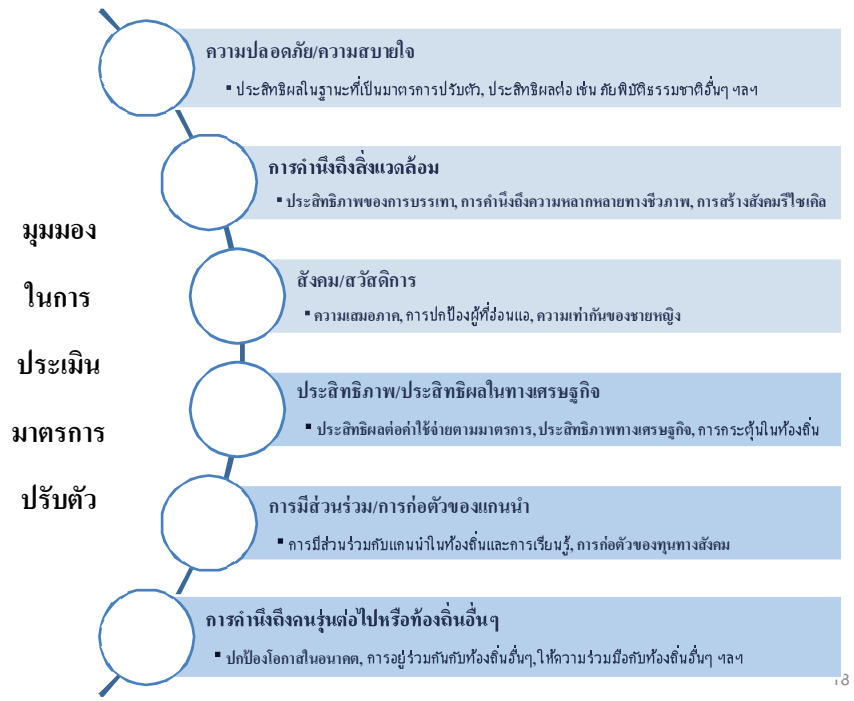 ความปลอดภัย/ความสบายใจ
▪ ประสิทธิผลในฐานะที่เป็นมาตรการปรับตัว, ประสิทธิผลต่อ เช่น ภัยพิบัติธรรมชาติอื่นๆ ฯลฯ
การคำนึงถึงสิ่งแวดล้อม
▪ ประสิทธิภาพของการบรรเทา, การคำนึงถึงความหลากหลายทางชีวภาพ, การสร้างสังคมรีไซเคิล
มุมมอง
ในการ
ประเมิน
มาตรการ
ปรับตัว
สังคม/สวัสดิการ
▪ ความเสมอภาค, การปกป้องผู้ที่อ่อนแอ, ความเท่ากันของชายหญิง
ประสิทธิภาพ/ประสิทธิผลในทางเศรษฐกิจ
▪ ประสิทธิผลต่อค่าใช้จ่ายตามมาตรการ, ประสิทธิภาพทางเศรษฐกิจ, การกระตุ้นในท้องถิ่น
การมีส่วนร่วม/การก่อตัวของแกนนำ
▪ การมีส่วนร่วมกับแกนนำในท้องถิ่นและการเรียนรู้, การก่อตัวของทุนทางสังคม
การคำนึงถึงคนรุ่นต่อไปหรือท้องถิ่นอื่นๆ
▪ ปกป้องโอกาสในอนาคต, การอยู่ร่วมกันกับท้องถิ่นอื่นๆ, ให้ความร่วมมือกับท้องถิ่นอื่นๆ ฯลฯ
18